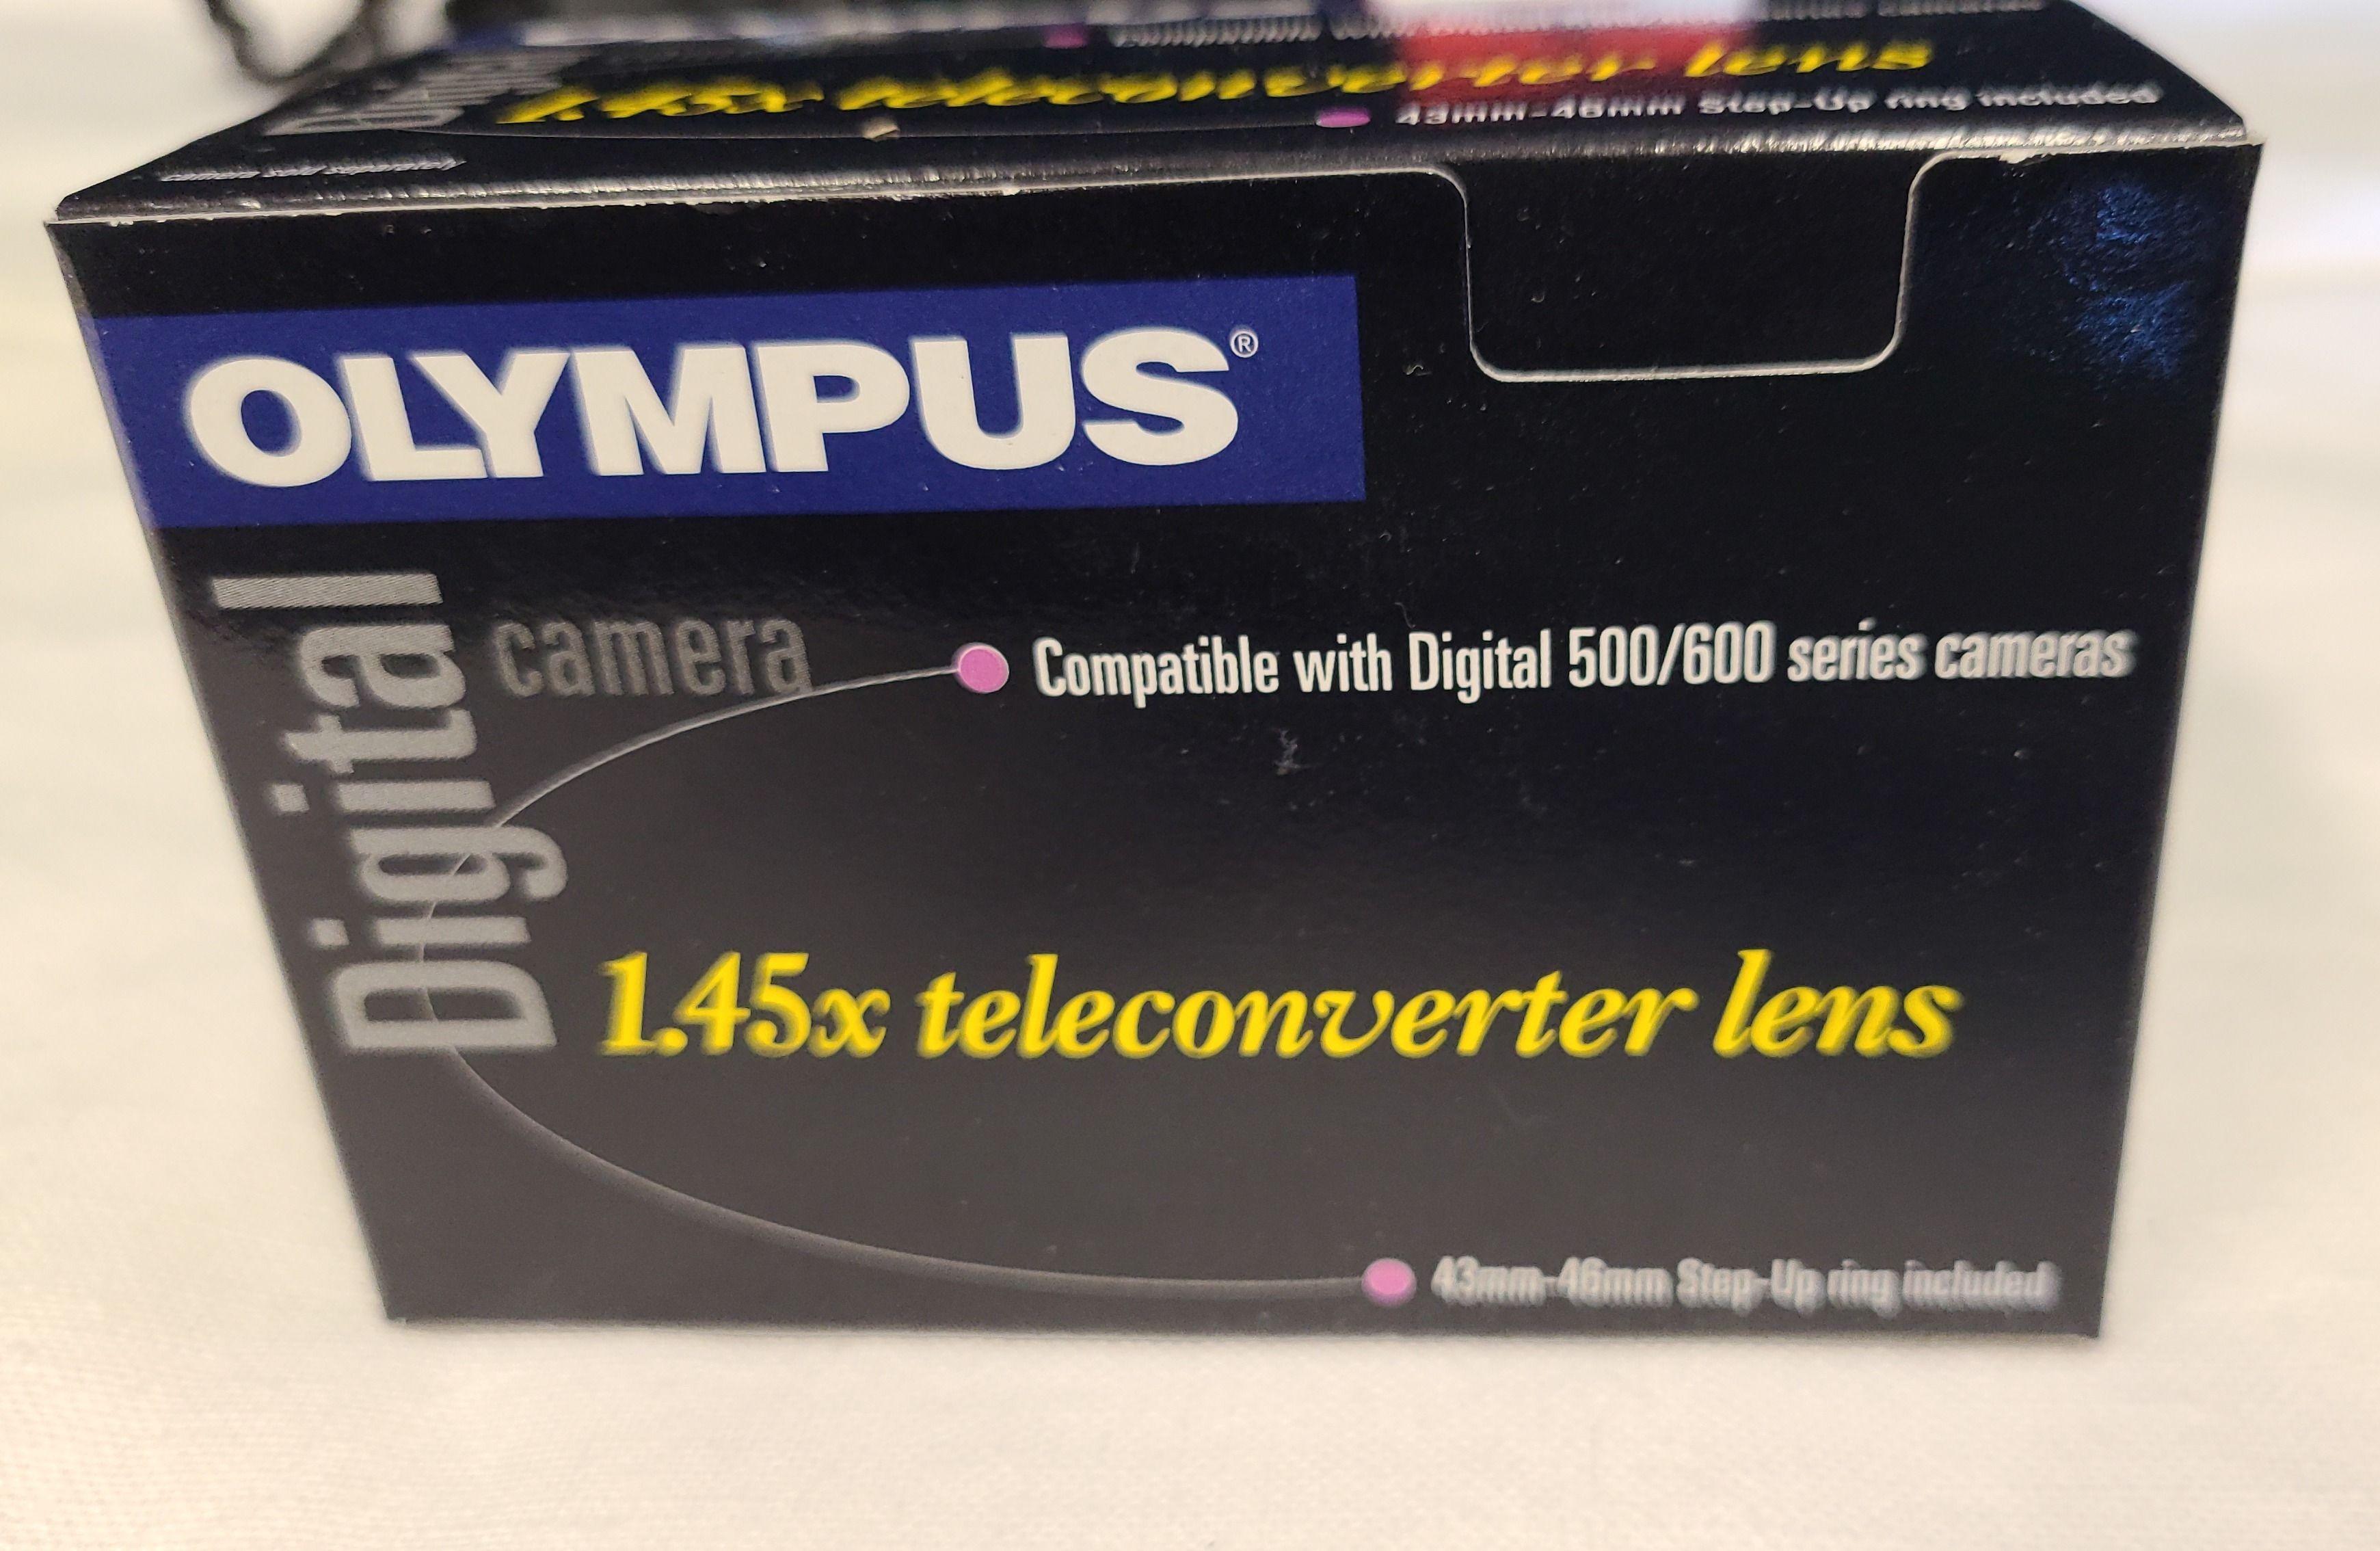 1.45x teleconverter lens
43mm-46mm Step-Up ring included
OLYMPUS®
Digital
camera
Compatible with Digital 500/600 series cameras
1.45x teleconverter lens
43mm-46mm Step-Up ring included